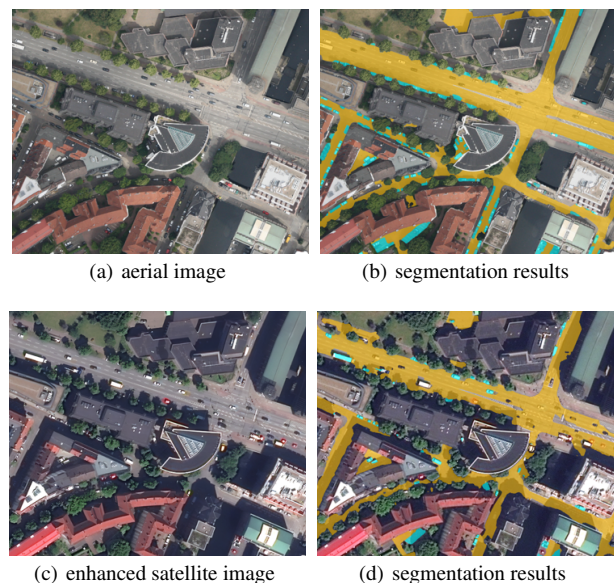 (a) aerial image
(b) segmentation results
(c) enhanced satellite image
(d) segmentation results